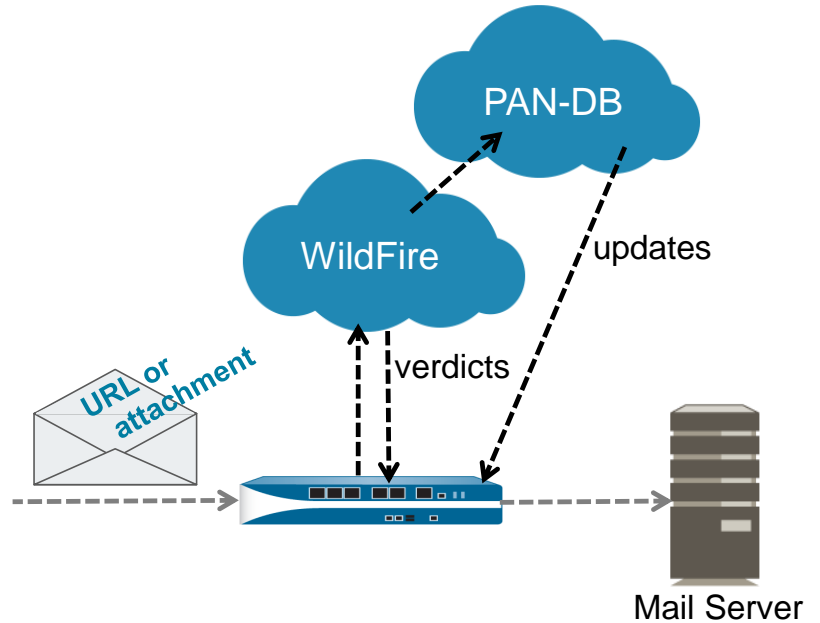 PAN-DB
WildFire
updates
verdicts
URL or
attachment
Mail Server